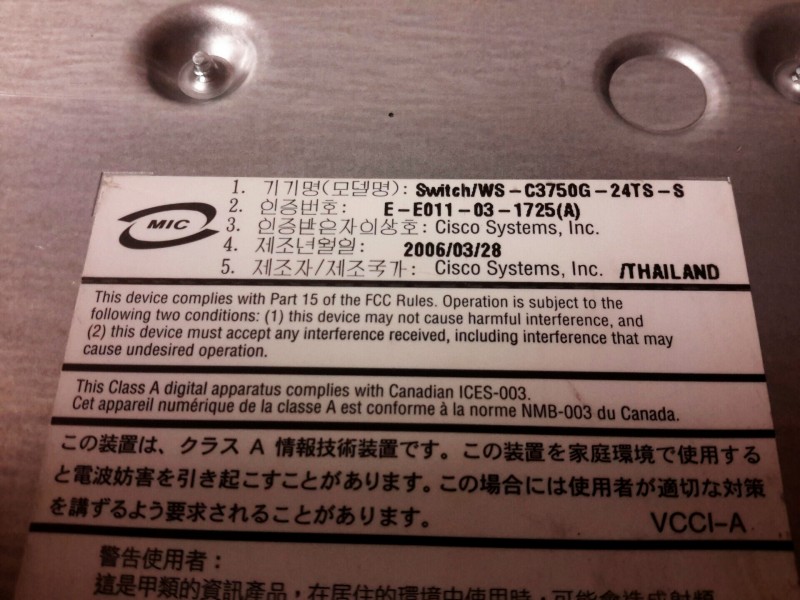 MIC
1. 기기명(모델명): Switch/WS-C3750G-24TS-S
2. 인증번호: E-E011-03-1725(A)
3. 인증받은자의상호: Cisco Systems, Inc.
4. 제조년월일: 2006/03/28
5. 제조자/제조국가: Cisco Systems, Inc. /THAILAND
This device complies with Part 15 of the FCC Rules. Operation is subject to the
following two conditions: (1) this device may not cause harmful interference, and
(2) this device must accept any interference received, including interference that may
cause undesired operation.
This Class A digital apparatus complies with Canadian ICES-003.
Cet appareil numérique de la classe A est conforme à la norme NMB-003 du Canada.
この装置は、クラス A 情報技術装置です。この装置を家庭環境で使用する
と電波妨害を引き起こすことがあります。この場合には使用者が適切な対策
を講ずるよう要求されることがあります。 VCCI-A
警告使用者：
這是甲類的資訊產品，在居住的環境中使用時，可能會造成射頻